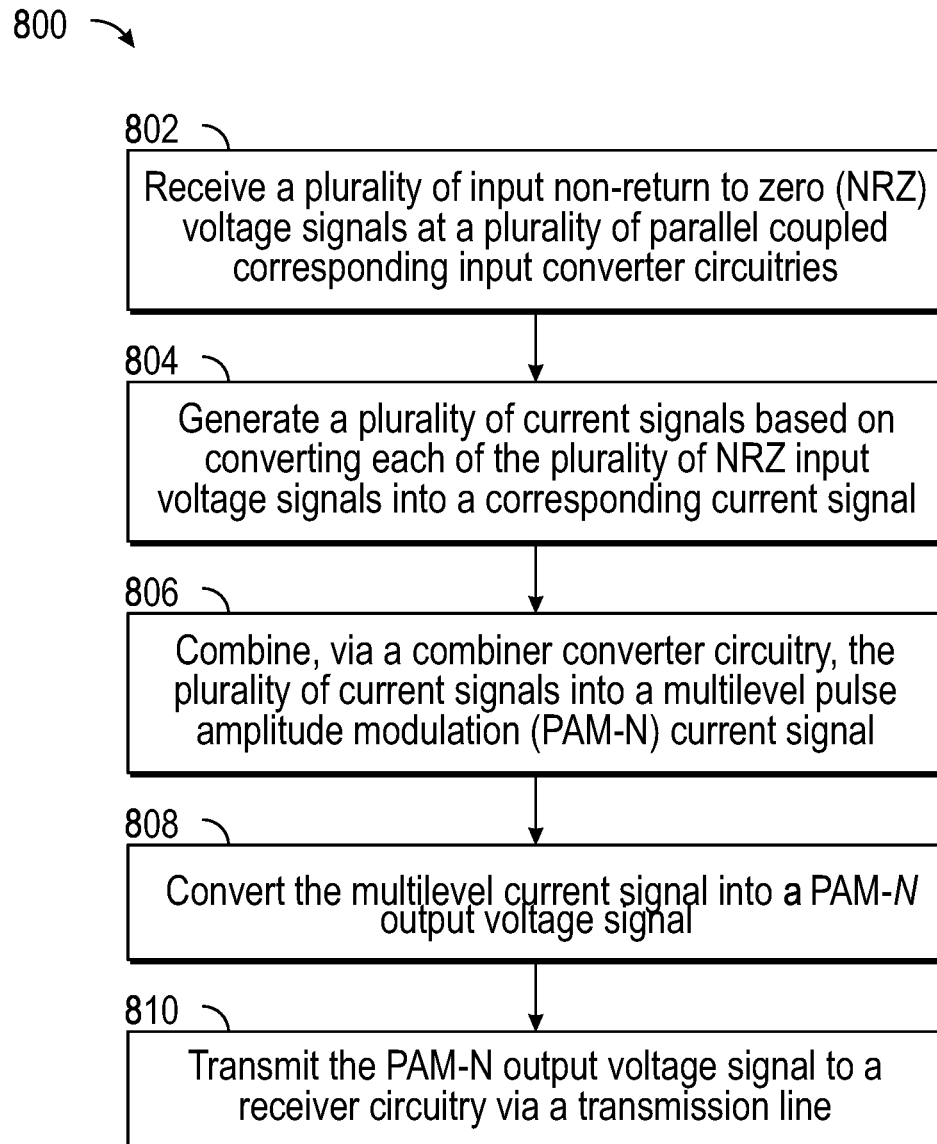 800
802
Receive a plurality of input non-return to zero (NRZ)
voltage signals at a plurality of parallel coupled
corresponding input converter circuitries
804
Generate a plurality of current signals based on
converting each of the plurality of NRZ input
voltage signals into a corresponding current signal
806
Combine, via a combiner converter circuitry, the
plurality of current signals into a multilevel pulse
amplitude modulation (PAM-N) current signal
808
Convert the multilevel current signal into a PAM-N
output voltage signal
810
Transmit the PAM-N output voltage signal to a
receiver circuitry via a transmission line